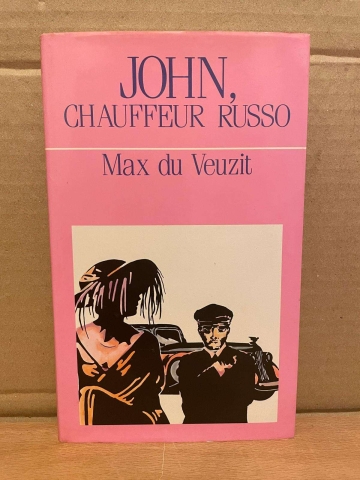 JOHN,
CHAUFFEUR RUSSO
Max du Veuzit